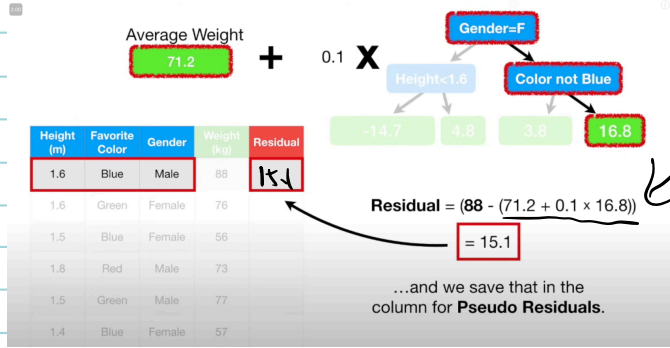 2.00
Average Weight
71.2
+
0.1 X
Gender=F
Height<1.6
Color not Blue
-14.7
4.8
3.8
16.8
Height (m) Favorite Color Gender Weight (kg) Residual
1.6 Blue Male 88 15.1
1.6 Green Female 76
1.5 Blue Female 56
1.8 Red Male 73
1.5 Green Male 77
1.4 Blue Female 57
Residual = (88 - (71.2 + 0.1 × 16.8))
= 15.1
…and we save that in the
column for Pseudo Residuals.